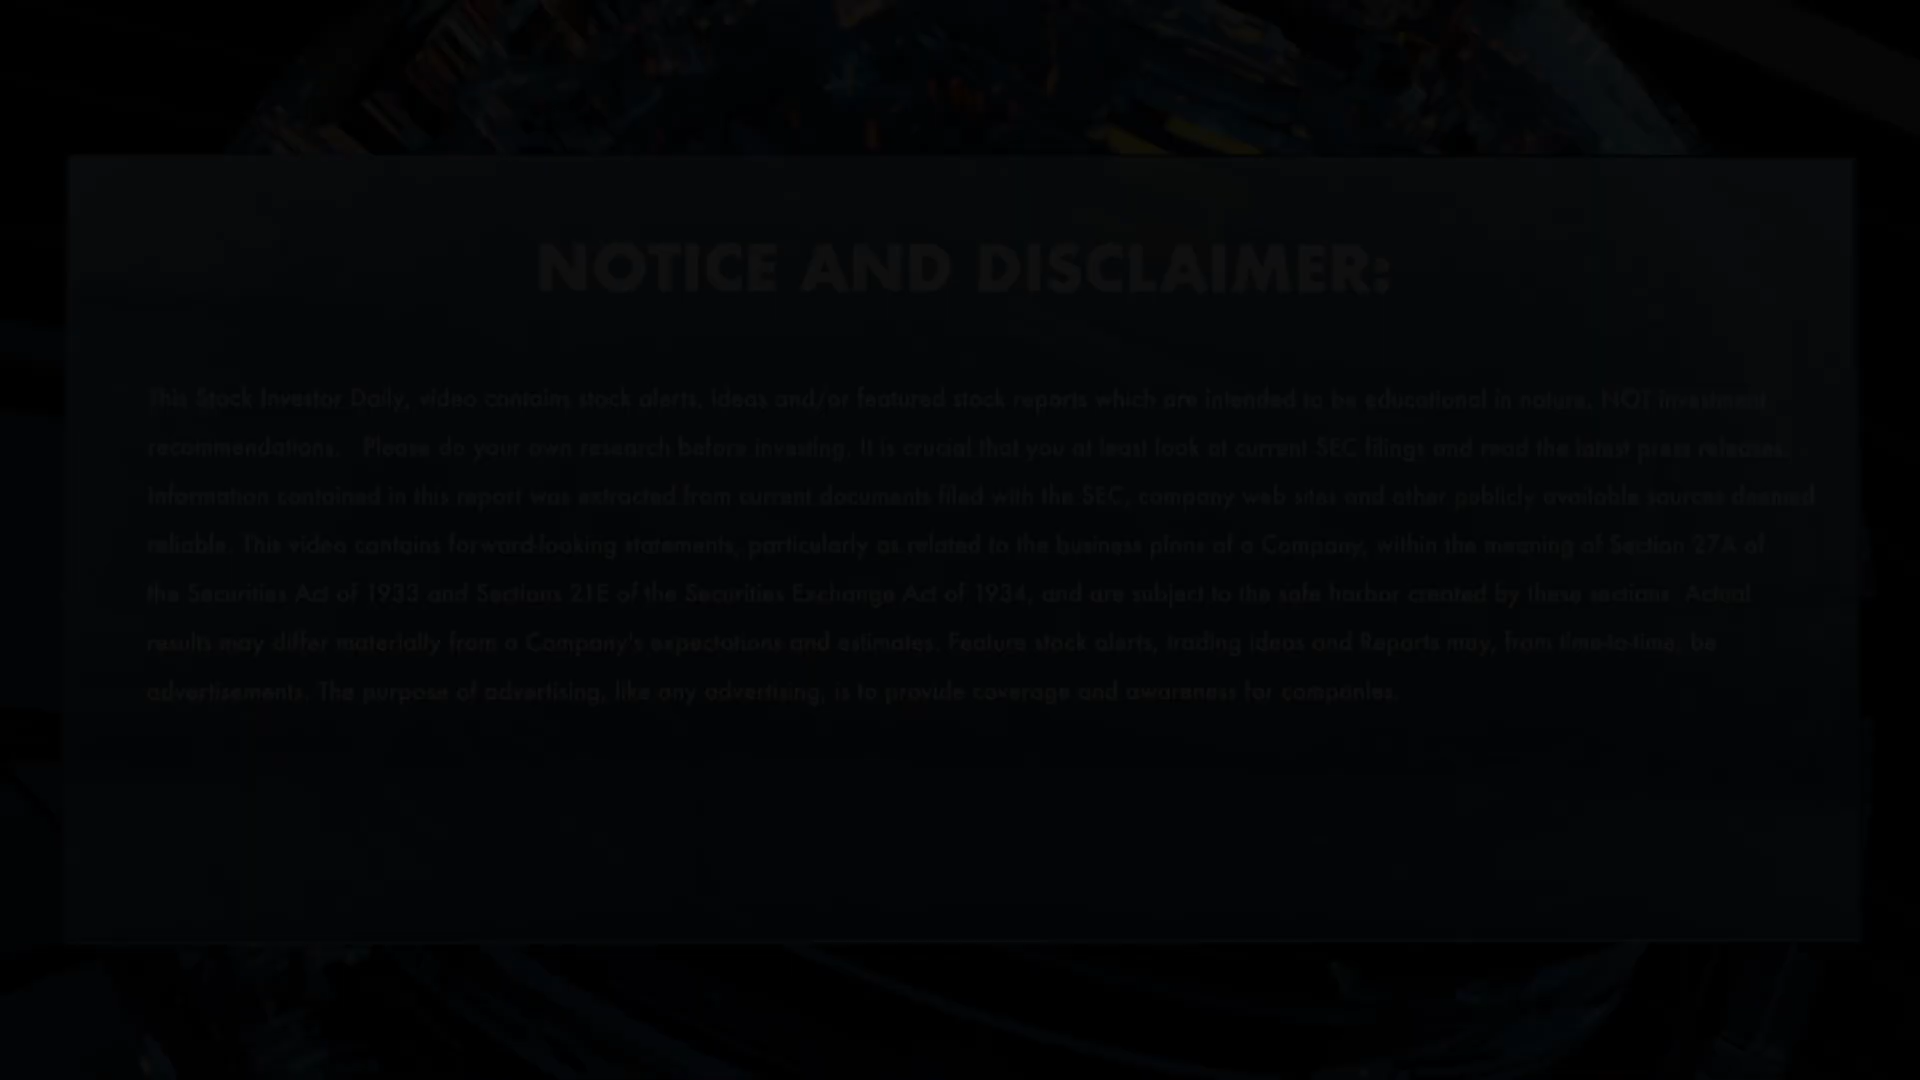 NOTICE AND DISCLAIMER:
This Stock Investor Daily, video contains stock alerts, ideas and/or featured stock reports which are intended to be educational in nature, NOT investment
recommendations. Please do your own research before investing. It is crucial that you at least look at current SEC filings and read the latest press releases.
Information contained in this report was extracted from current documents filed with the SEC, company web sites and other publicly available sources deemed
reliable. This video contains forward-looking statements, particularly as related to the business plans of a Company, within the meaning of Section 27A of
the Securities Act of 1933 and Sections 21E of the Securities Exchange Act of 1934, and are subject to the safe harbor created by these sections. Actual
results may differ materially from a Company's expectations and estimates. Feature stock alerts, trading ideas and Reports may, from time-to-time, be
advertisements. The purpose of advertising, like any advertising, is to provide coverage and awareness for companies.